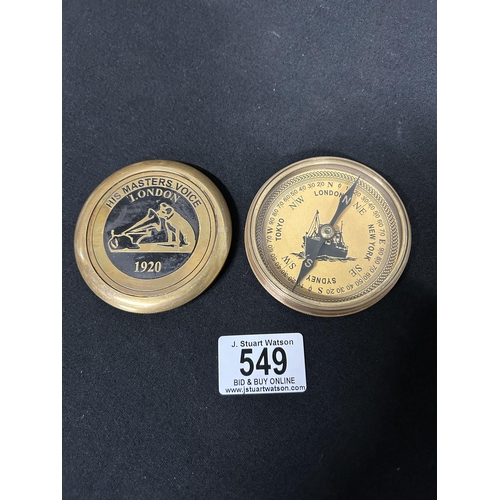 HIS MASTERS VOICE
LONDON
1920
N
NE
E
SE
S
SW
W
NW
LONDON
NEW YORK
SYDNEY
TOKYO
J. Stuart Watson
549
BID & BUY ONLINE
www.jstuartwatson.com